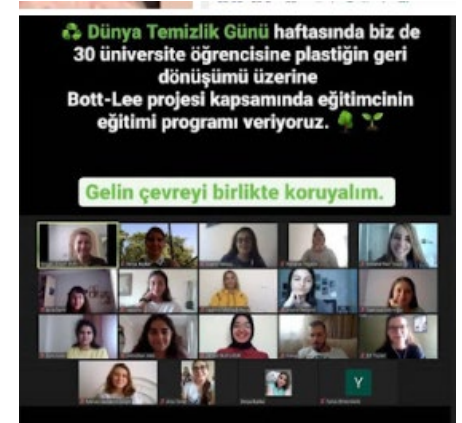 Dünya Temizlik Günü haftasında biz de
30 üniversite öğrencisine plastiğin geri
dönüşümü üzerine
Bott-Lee projesi kapsamında eğitimcinin
eğitimi programı veriyoruz.
Gelin çevreyi birlikte koruyalım.
Y